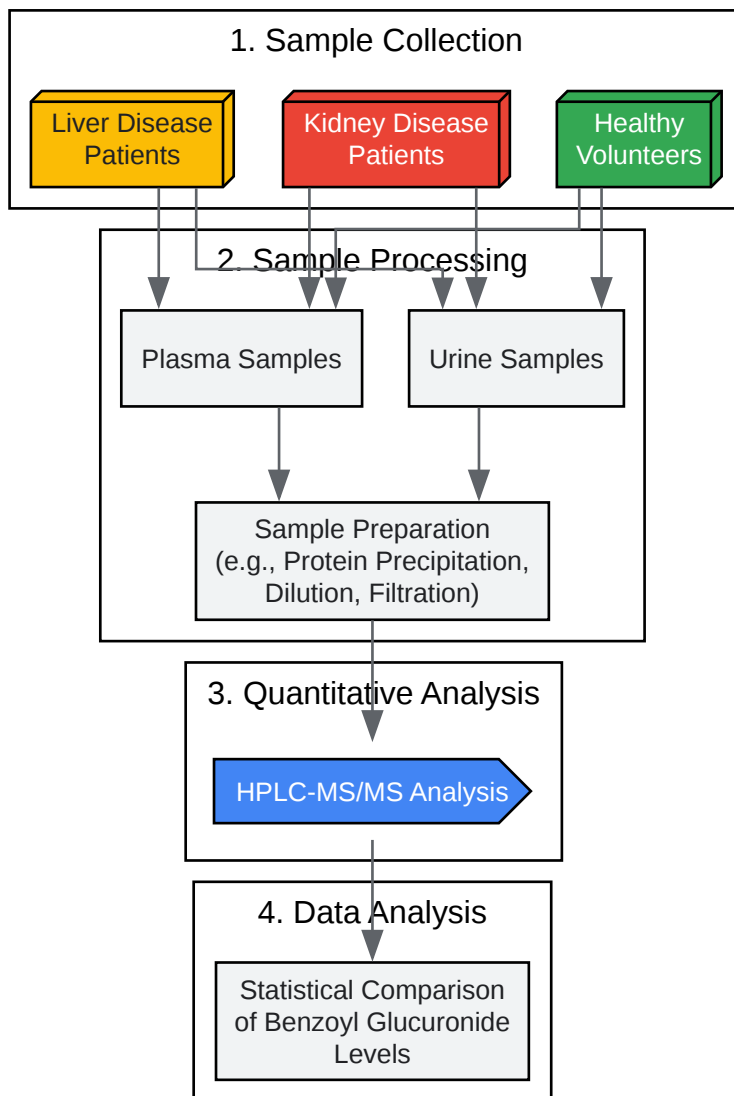 1. Sample Collection
Liver Disease
Patients
Kidney Disease
Patients
Healthy
Volunteers
2. Sample Processing
Plasma Samples
Urine Samples
Sample Preparation
(e.g., Protein Precipitation,
Dilution, Filtration)
3. Quantitative Analysis
HPLC-MS/MS Analysis
4. Data Analysis
Statistical Comparison
of Benzoyl Glucuronide
Levels